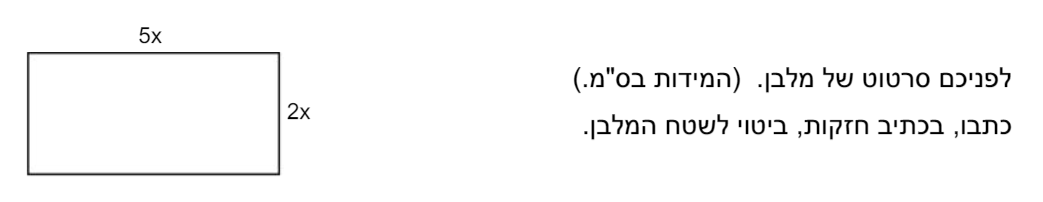 5x
לפניכם סרטוט של מלבן. (המידות בס"מ.)
2x
כתבו, בכתיב חזקות, ביטוי לשטח המלבן.